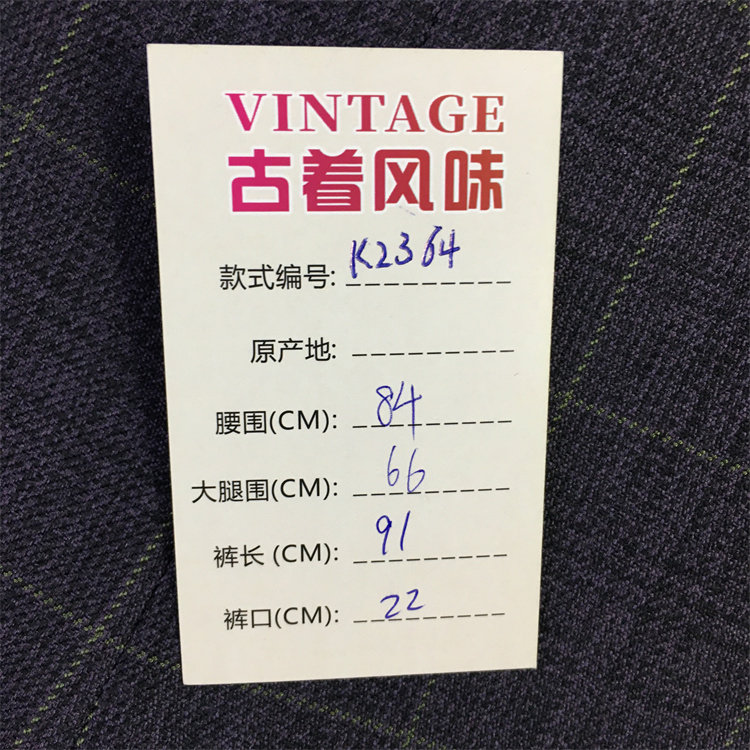 VINTAGE
古着风味
款式编号: K2364
原产地:
腰围(CM): 84
大腿围(CM): 66
裤长 (CM): 91
裤口(CM): 22